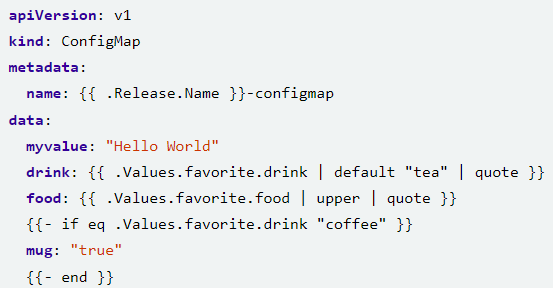 apiVersion: v1
kind: ConfigMap
metadata:
  name: {{ .Release.Name }}-configmap
data:
  myvalue: "Hello World"
  drink: {{ .Values.favorite.drink | default "tea" | quote }}
  food: {{ .Values.favorite.food | upper | quote }}
  {{- if eq .Values.favorite.drink "coffee" }}
  mug: "true"
  {{- end }}